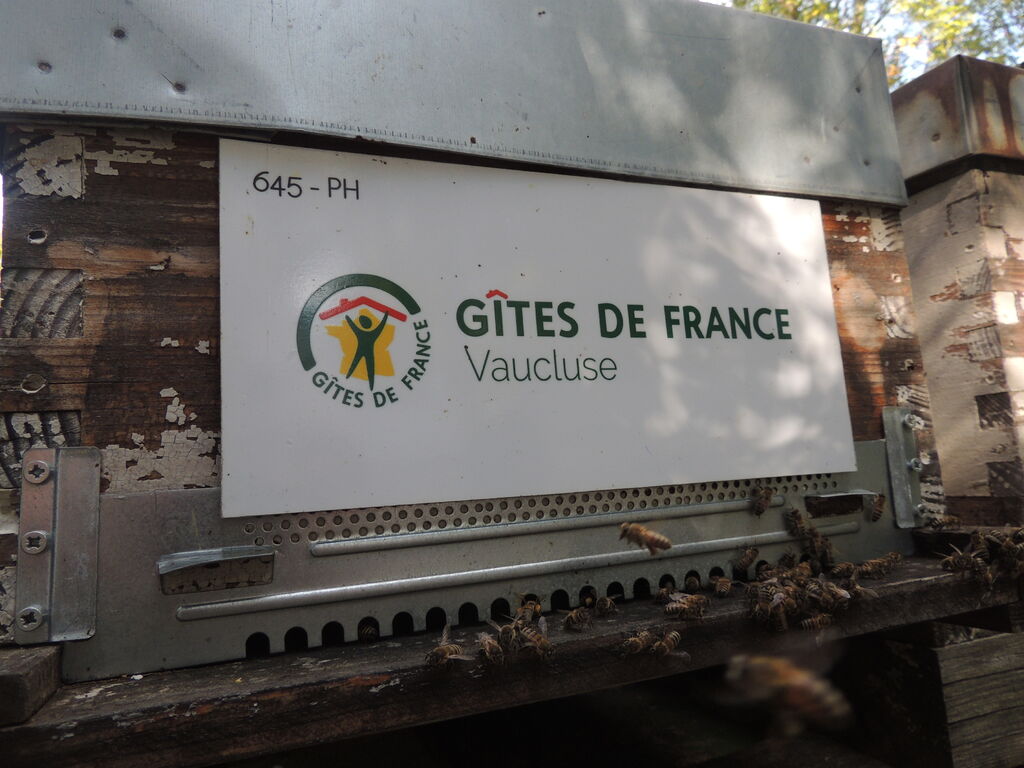 645 - PH
GÎTES DE FRANCE
GÎTES DE FRANCE
Vaucluse